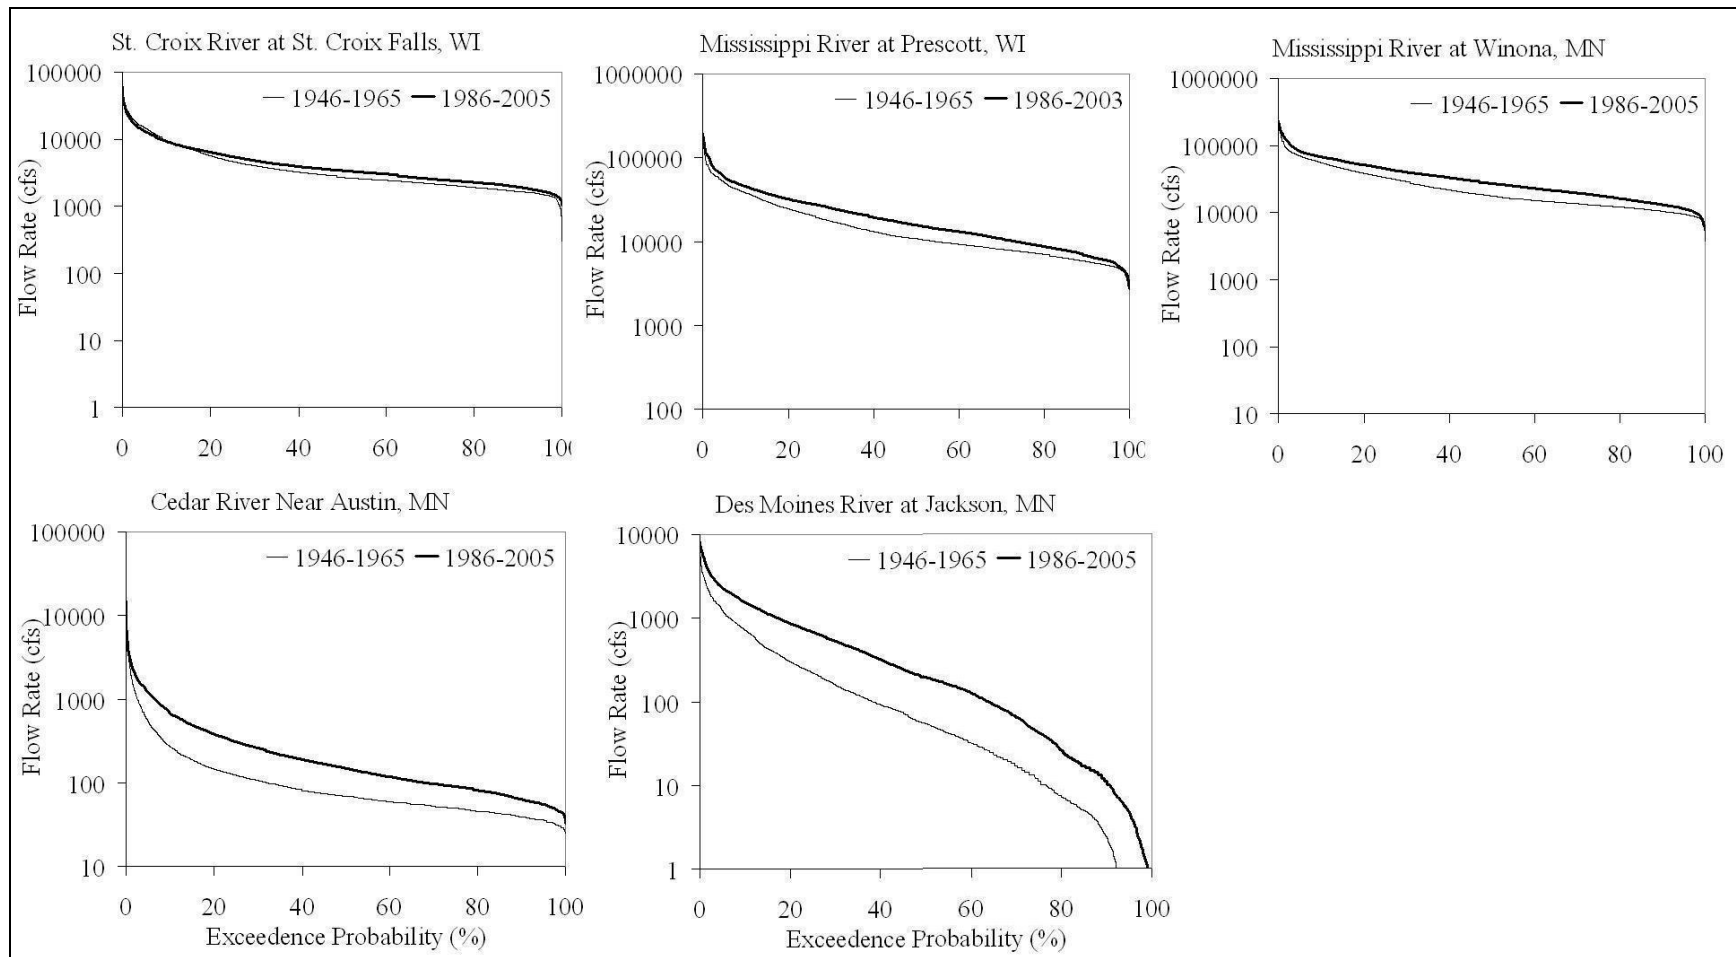 St. Croix River at St. Croix Falls, WI
100000
10000
1000
100
10
1
Flow Rate (cfs)
1946-1965 1986-2005
0 20 40 60 80 100
Mississippi River at Prescott, WI
1000000
100000
10000
1000
100
Flow Rate (cfs)
1946-1965 1986-2003
0 20 40 60 80 100
Mississippi River at Winona, MN
1000000
100000
10000
1000
100
10
Flow Rate (cfs)
1946-1965 1986-2005
0 20 40 60 80 100
Cedar River Near Austin, MN
100000
10000
1000
100
10
Flow Rate (cfs)
1946-1965 1986-2005
0 20 40 60 80 100
Exceedence Probability (%)
Des Moines River at Jackson, MN
10000
1000
100
10
1
Flow Rate (cfs)
1946-1965 1986-2005
0 20 40 60 80 100
Exceedence Probability (%)